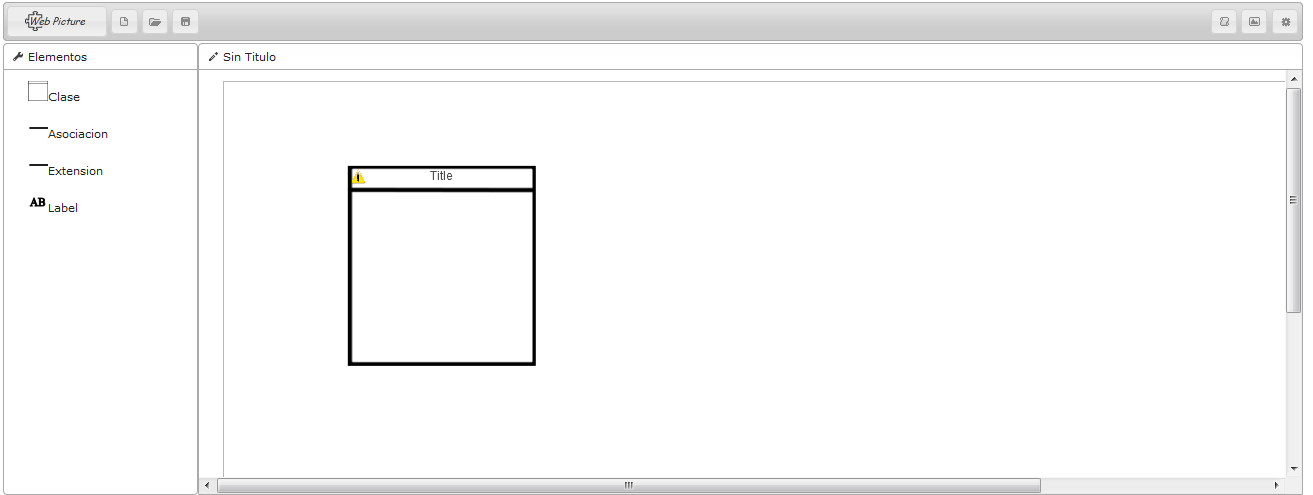 Web Picture
Elementos
Sin Titulo
Clase
Asociacion
Extension
AB Label
Title